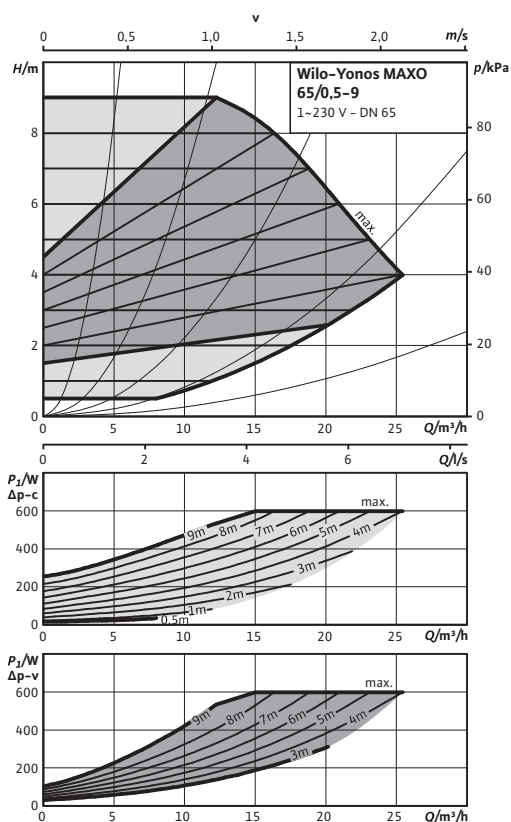 v
0 0,5 1,0 1,5 2,0 m/s
H/m p/kPa
Wilo-Yonos MAXO
65/0,5-9
1~230 V - DN 65
8 80
6 60
max.
4 40
2 20
0 0
0 5 10 15 20 25 Q/m³/h
0 2 4 6 Q/l/s
P₁/W
Δp-c
max.
600
9m 8m 7m 6m 5m 4m
400
3m
200
2m
1m
0.5m
0
0 5 10 15 20 25 Q/m³/h
P₁/W
Δp-v
max.
600
9m 8m 7m 6m 5m 4m
400
3m
200
0
0 5 10 15 20 25 Q/m³/h